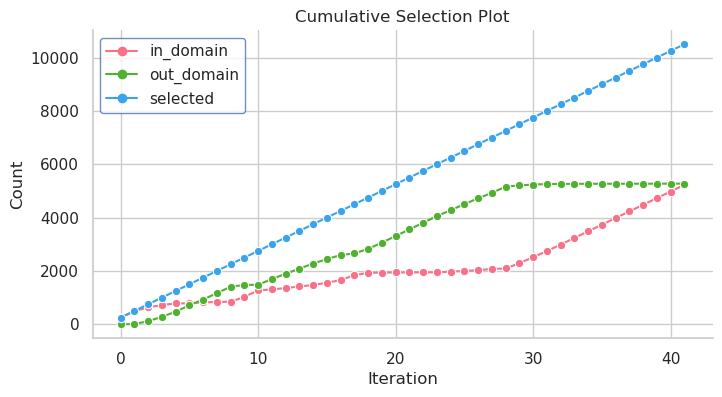 Cumulative Selection Plot
in_domain
out_domain
selected
Count
10000
8000
6000
4000
2000
0
0 10 20 30 40
Iteration